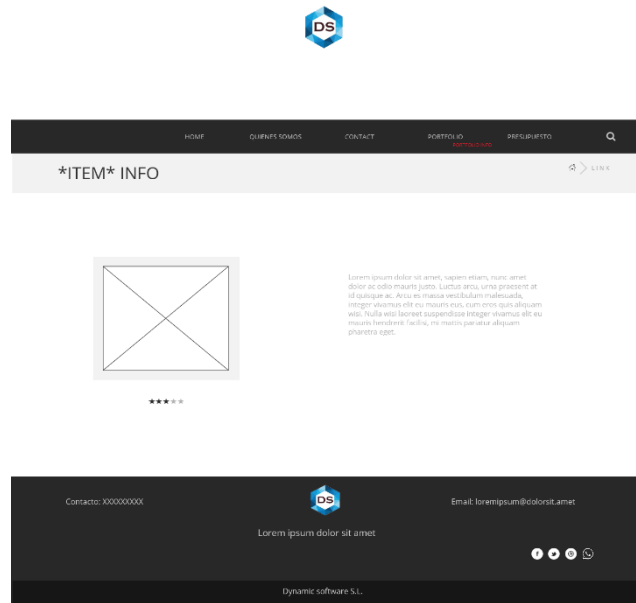 DS
HOME QUIENES SOMOS CONTACT PORTFOLIO PRESUPUESTO
*ITEM* INFO
LINK
Lorem ipsum dolor sit amet, sapien etiam, nunc amet
dolor ac odio mauris justo. Luctus arcu, urna praesent at
id quisque ac. Arcu es massa vestibulum malesuada,
integer vivamus elit eu mauris eus, cum eros quis aliquam
wisi. Nulla wisi laoreet suspendisse integer vivamus elit eu
mauris hendrerit facilisi, mi mattis pariatur aliquam
pharetra eget.
Contacto: XXXXXXXXX
DS
Email: loremipsum@dolorsit.amet
Lorem ipsum dolor sit amet
Dynamic software S.L.